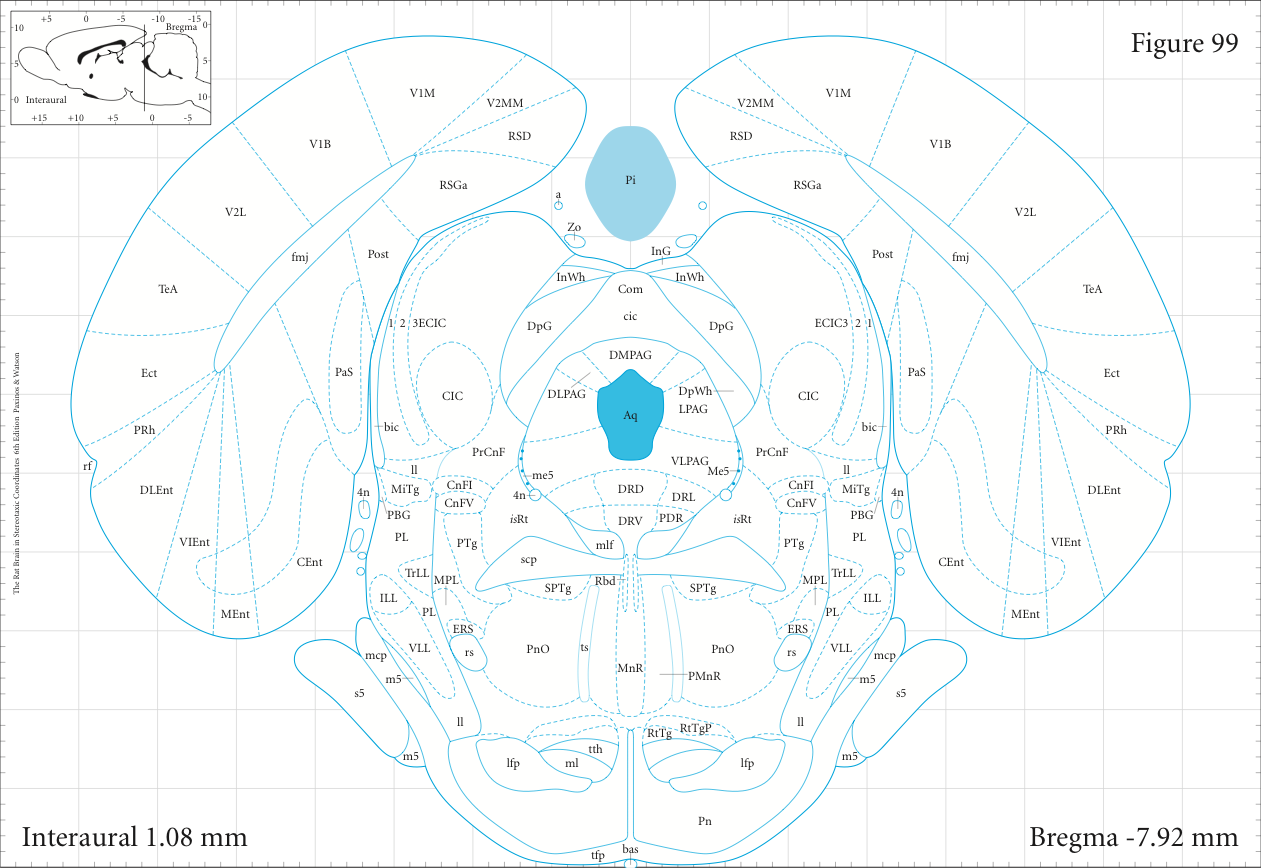 +5 0 -5 -10 -15
Bregma
10 5 0
0 5 10
Interaural
+15 +10 +5 0 -5
Figure 99
V1M V2MM V2MM V1M
V1B RSD RSD V1B
Pi
RSGa RSGa
a
V2L V2L
Zo
InG
fmj Post Post fmj
InWh InWh
TeA Com TeA
cic
1 2 3ECIC DpG DpG ECIC3 2 1
DMPAG
Ect PaS PaS Ect
DLPAG DpWh
CIC LPAG CIC
Aq
PRh bic bic PRh
PrCnF PrCnF
rf ll VLPAG ll
me5 Me5
MiTg CnFI DRD CnFI MiTg
DLEnt 4n 4n DRL 4n DLEnt
CnFV CnFV
PBG isRt DRV PDR isRt PBG
VIEnt PL PTg mlf PTg PL VIEnt
CEnt scp CEnt
TrLL MPL Rbd MPL TrLL
SPTg SPTg
ILL ILL
MEnt PL PL MEnt
ERS ERS
VLL PnO ts PnO VLL
mcp rs rs mcp
MnR
m5 PMnR m5
s5 s5
ll ll
RtTg RtTgP
tth
m5 lfp ml lfp m5
Pn
bas
tfp
Interaural 1.08 mm
Bregma -7.92 mm
The Rat Brain in Stereotaxic Coordinates 6th Edition Paxinos & Watson